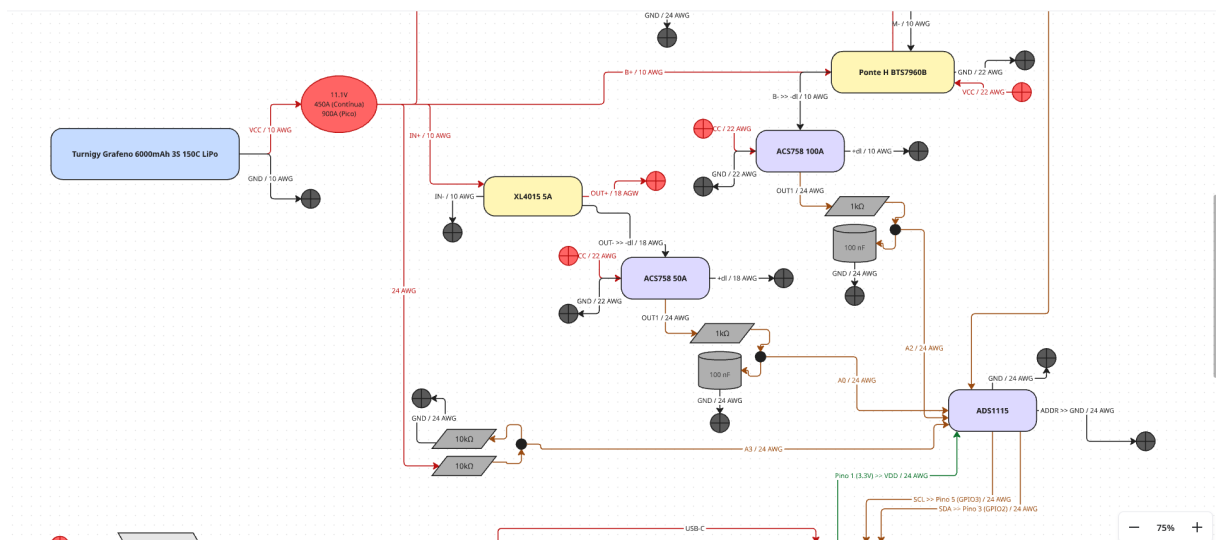 GND / 24 AWG
M- / 10 AWG
B+ / 10 AWG
Ponte H BTS7960B
GND / 22 AWG
VCC / 22 AWG
11.1V
450A (Contínua)
900A (Pico)
B- >> -dl / 10 AWG
VCC / 10 AWG
IN+ / 10 AWG
CC / 22 AWG
Turnigy Grafeno 6000mAh 3S 150C LiPo
ACS758 100A
+dl / 10 AWG
GND / 10 AWG
GND / 22 AWG
OUT+ / 18 AGW
OUT1 / 24 AWG
IN- / 10 AWG
XL4015 5A
1kΩ
OUT- >> -dl / 18 AWG
100 nF
CC / 22 AWG
GND / 24 AWG
ACS758 50A
+dl / 18 AWG
24 AWG
GND / 22 AWG
OUT1 / 24 AWG
1kΩ
A2 / 24 AWG
100 nF
A0 / 24 AWG
GND / 24 AWG
GND / 24 AWG
ADS1115
ADDR >> GND / 24 AWG
GND / 24 AWG
10kΩ
A3 / 24 AWG
10kΩ
Pino 1 (3.3V) >> VDD / 24 AWG
SCL >> Pino 5 (GPIO3) / 24 AWG
SDA >> Pino 3 (GPIO2) / 24 AWG
USB-C
75%